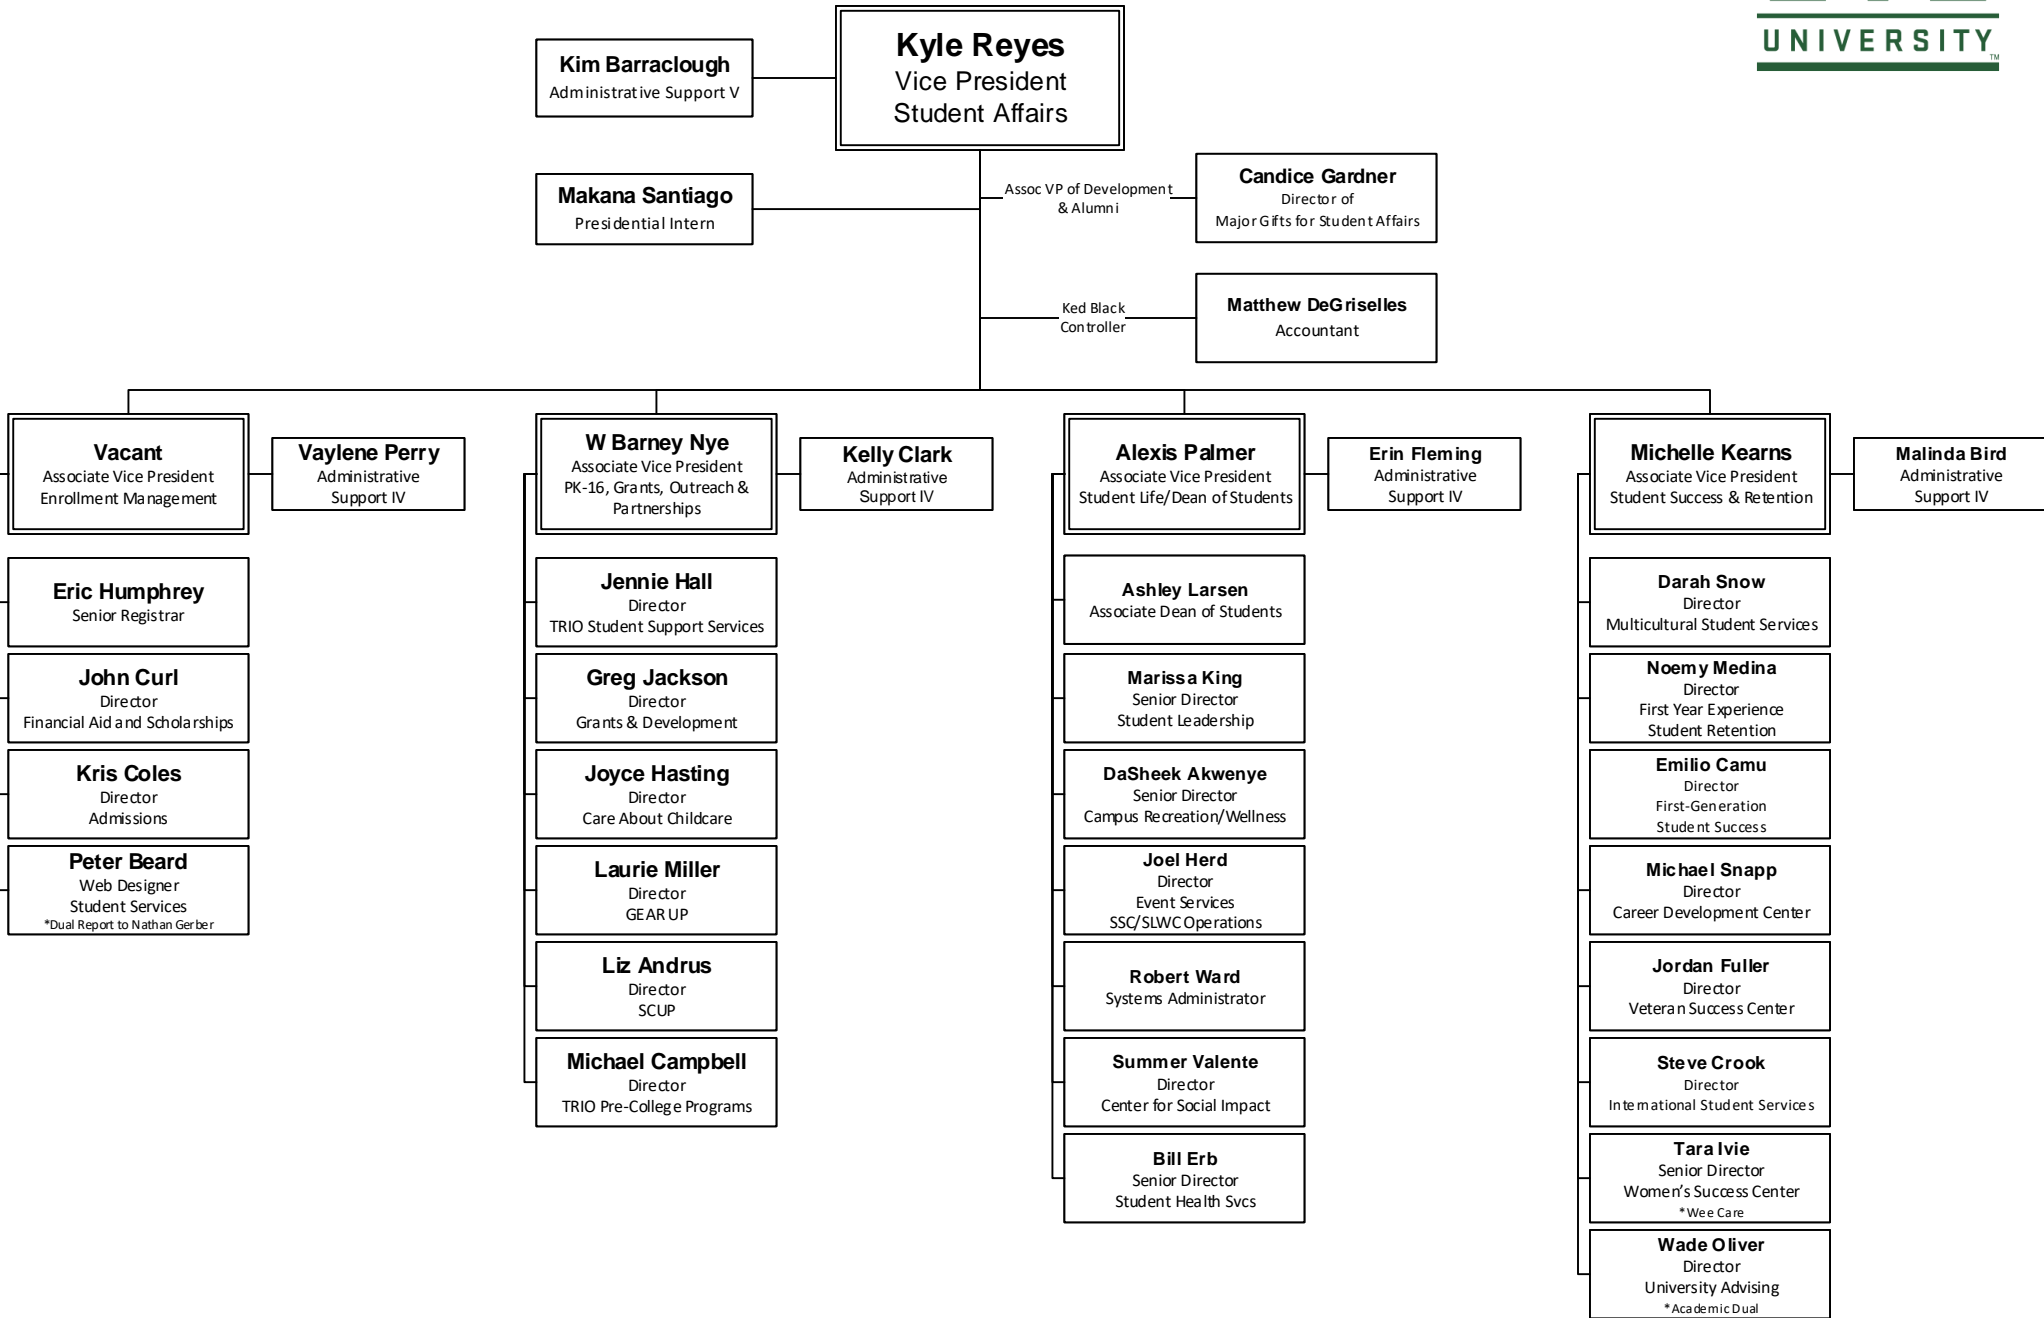 UNIVERSITY
TM
Kyle Reyes
Vice President
Student Affairs
Kim Barraclough
Administrative Support V
Makana Santiago
Presidential Intern
Assoc VP of Development
& Alumni
Candice Gardner
Director of
Major Gifts for Student Affairs
Ked Black
Controller
Matthew DeGriselles
Accountant
Vacant
Associate Vice President
Enrollment Management
Vaylene Perry
Administrative
Support IV
Eric Humphrey
Senior Registrar
John Curl
Director
Financial Aid and Scholarships
Kris Coles
Director
Admissions
Peter Beard
Web Designer
Student Services
*Dual Report to Nathan Gerber
W Barney Nye
Associate Vice President
PK-16, Grants, Outreach &
Partnerships
Kelly Clark
Administrative
Support IV
Jennie Hall
Director
TRIO Student Support Services
Greg Jackson
Director
Grants & Development
Joyce Hasting
Director
Care About Childcare
Laurie Miller
Director
GEAR UP
Liz Andrus
Director
SCUP
Michael Campbell
Director
TRIO Pre-College Programs
Alexis Palmer
Associate Vice President
Student Life/Dean of Students
Erin Fleming
Administrative
Support IV
Ashley Larsen
Associate Dean of Students
Marissa King
Senior Director
Student Leadership
DaSheek Akwenye
Senior Director
Campus Recreation/Wellness
Joel Herd
Director
Event Services
SSC/SLWC Operations
Robert Ward
Systems Administrator
Summer Valente
Director
Center for Social Impact
Bill Erb
Senior Director
Student Health Svcs
Michelle Kearns
Associate Vice President
Student Success & Retention
Malinda Bird
Administrative
Support IV
Darah Snow
Director
Multicultural Student Services
Noemy Medina
Director
First Year Experience
Student Retention
Emilio Camu
Director
First-Generation
Student Success
Michael Snapp
Director
Career Development Center
Jordan Fuller
Director
Veteran Success Center
Steve Crook
Director
International Student Services
Tara Ivie
Senior Director
Women's Success Center
*Wee Care
Wade Oliver
Director
University Advising
*Academic Dual